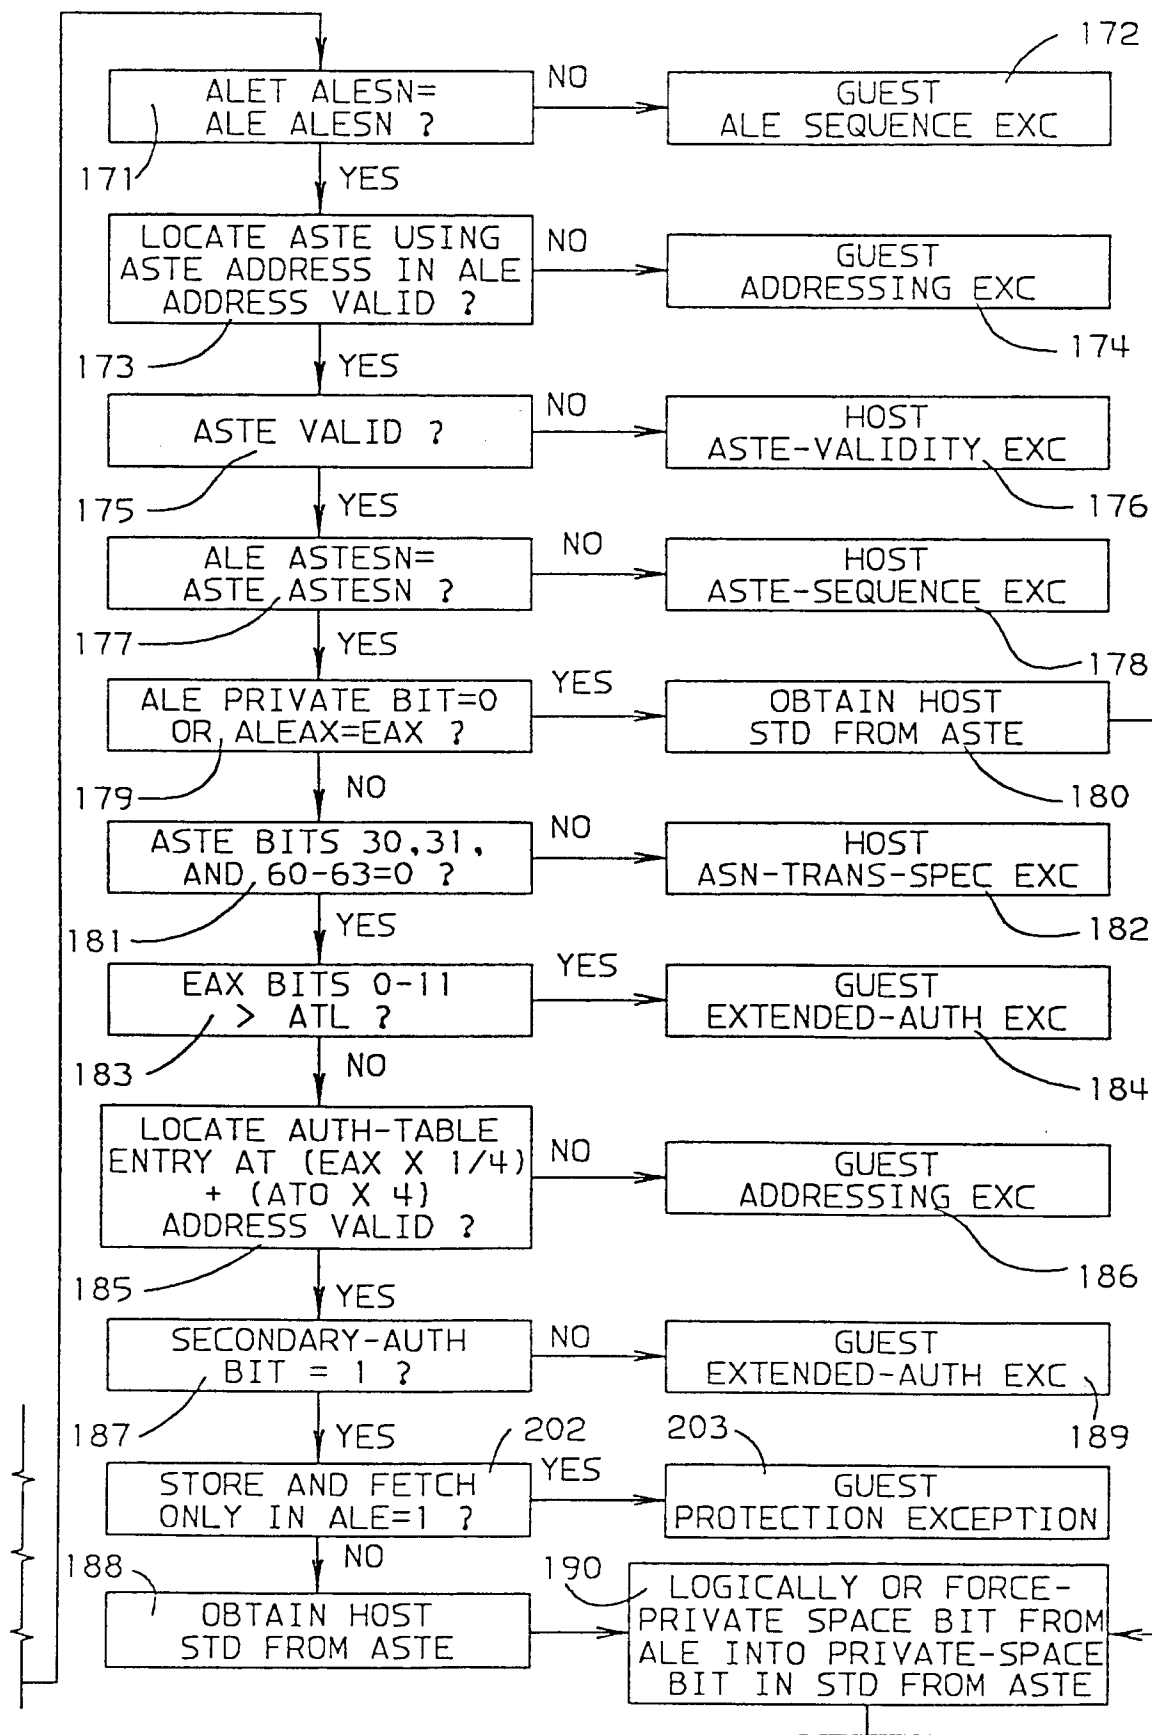 172
ALET ALESN=
ALE ALESN ?
NO
GUEST
ALE SEQUENCE EXC
171
YES
LOCATE ASTE USING
ASTE ADDRESS IN ALE
ADDRESS VALID ?
NO
GUEST
ADDRESSING EXC
173
YES
174
ASTE VALID ?
NO
HOST
ASTE-VALIDITY EXC
175
YES
176
ALE ASTESN=
ASTE ASTESN ?
NO
HOST
ASTE-SEQUENCE EXC
177
YES
178
ALE PRIVATE BIT=0
OR ALEAX=EAX ?
YES
OBTAIN HOST
STD FROM ASTE
179
NO
180
ASTE BITS 30,31,
AND 60-63=0 ?
NO
HOST
ASN-TRANS-SPEC EXC
181
YES
182
EAX BITS 0-11
> ATL ?
YES
GUEST
EXTENDED-AUTH EXC
183
NO
184
LOCATE AUTH-TABLE
ENTRY AT (EAX X 1/4)
+ (ATO X 4)
ADDRESS VALID ?
NO
GUEST
ADDRESSING EXC
185
YES
186
SECONDARY-AUTH
BIT = 1 ?
NO
GUEST
EXTENDED-AUTH EXC
187
YES
189
202
203
STORE AND FETCH
ONLY IN ALE=1 ?
YES
GUEST
PROTECTION EXCEPTION
188
NO
190
OBTAIN HOST
STD FROM ASTE
LOGICALLY OR FORCE-
PRIVATE SPACE BIT FROM
ALE INTO PRIVATE-SPACE
BIT IN STD FROM ASTE